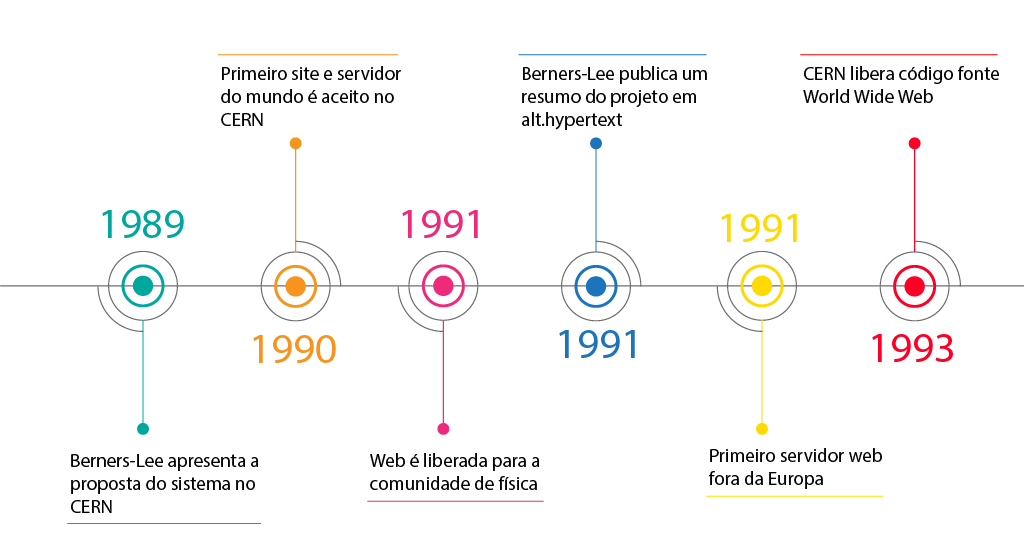 1989
Berners-Lee apresenta a
proposta do sistema no
CERN
Primeiro site e servidor
do mundo é aceito no
CERN
1990
1991
Web é liberada para a
comunidade de física
Berners-Lee publica um
resumo do projeto em
alt.hypertext
1991
1991
Primeiro servidor web
fora da Europa
CERN libera código fonte
World Wide Web
1993